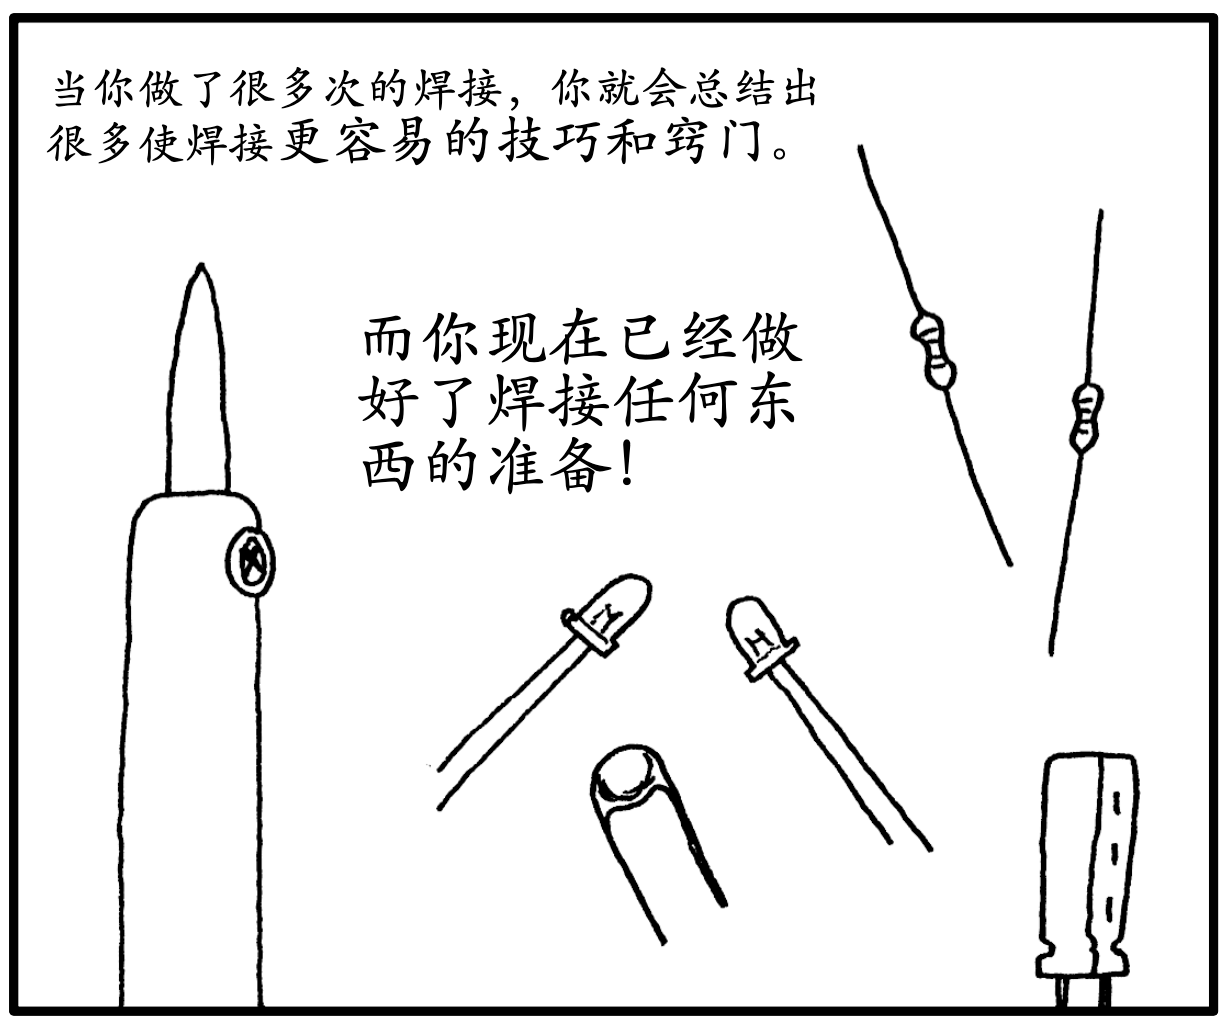 当你做了很多次的焊接，你就会总结出
很多使焊接更容易的技巧和窍门。
而你现在已经做
好了焊接任何东
西的准备！